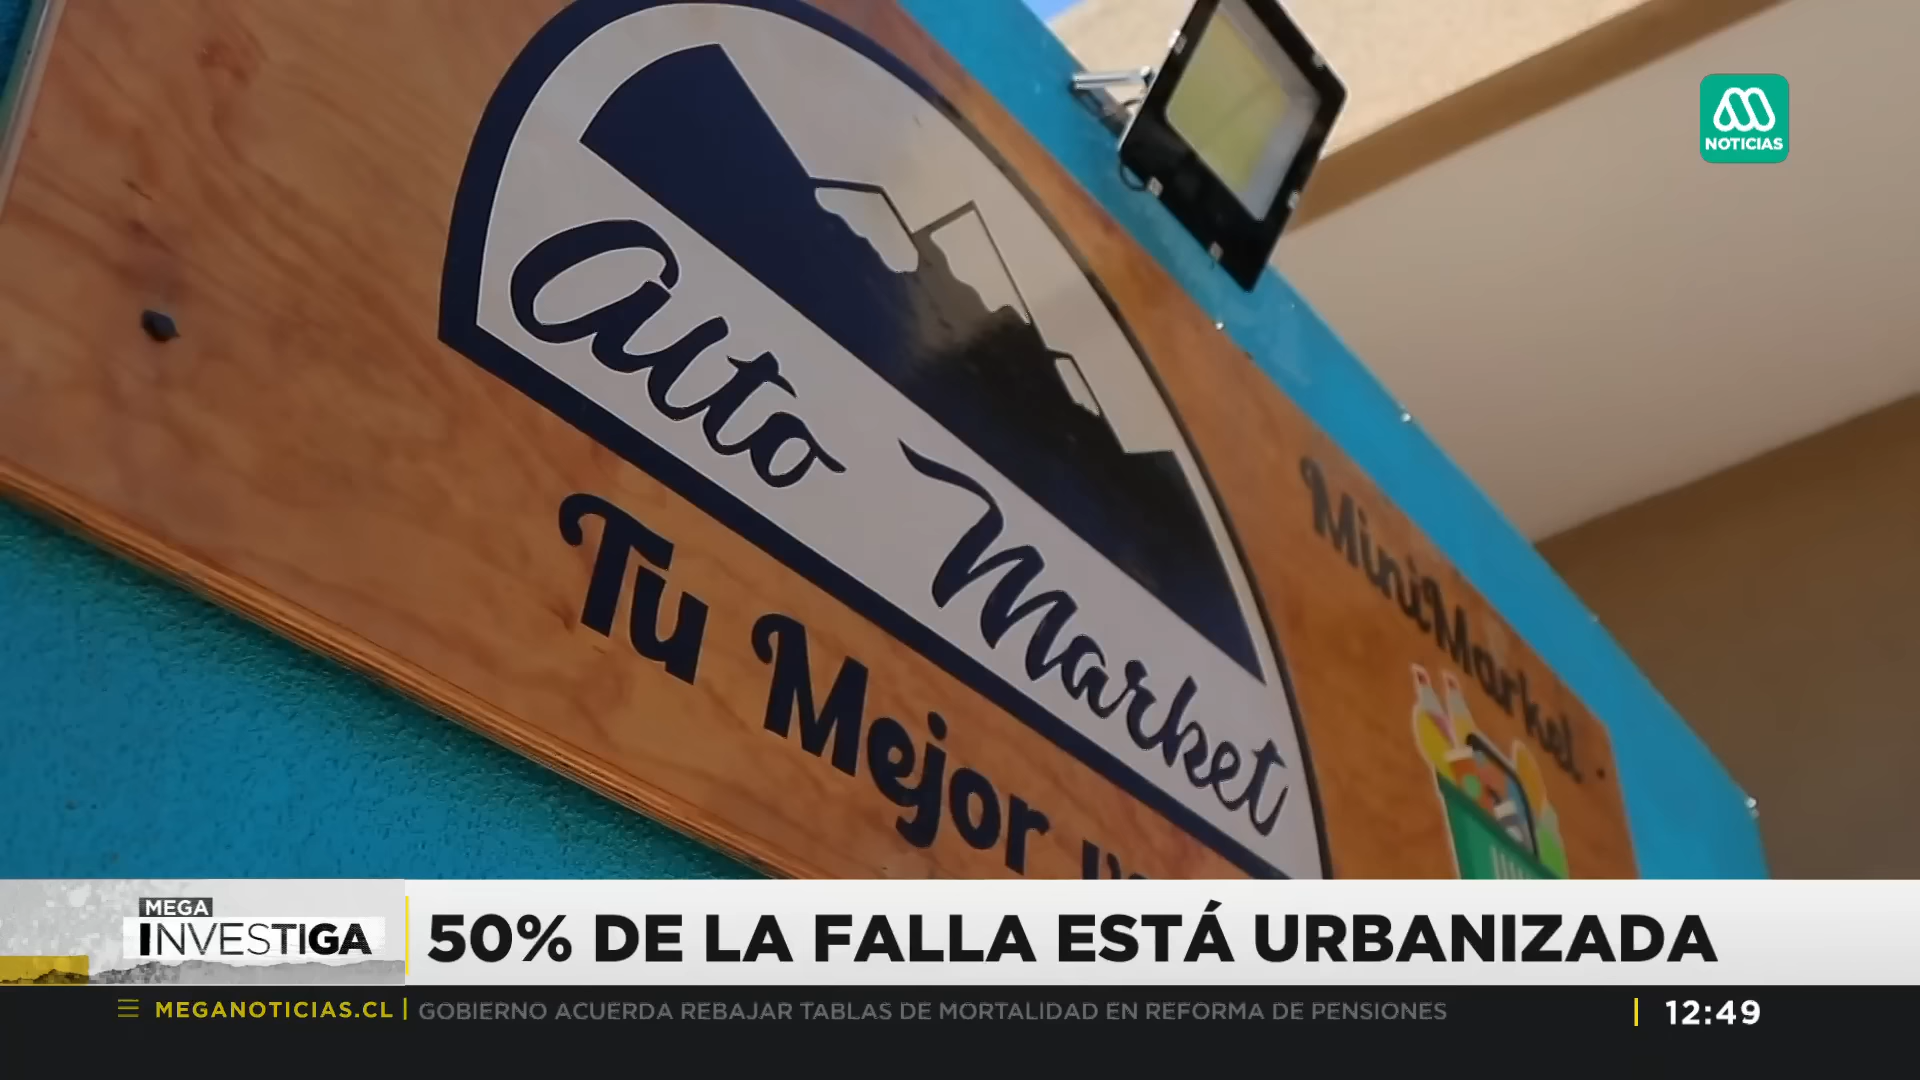 NOTICIAS
auto Market
Tu Mejor
MiniMarket
MEGA
INVESTIGA
50% DE LA FALLA ESTÁ URBANIZADA
MEGANOTICIAS.CL
GOBIERNO ACUERDA REBAJAR TABLAS DE MORTALIDAD EN REFORMA DE PENSIONES
12:49